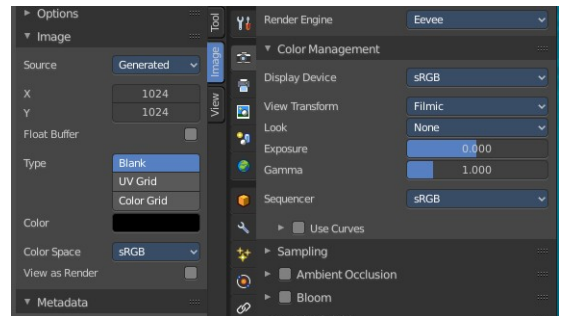 Options
Image
Source Generated
X 1024
Y 1024
Float Buffer
Type Blank
UV Grid
Color Grid
Color
Color Space sRGB
View as Render
Metadata
Tool
Image
View
Render Engine Eevee
Color Management
Display Device sRGB
View Transform Filmic
Look None
Exposure 0.000
Gamma 1.000
Sequencer sRGB
Use Curves
Sampling
Ambient Occlusion
Bloom